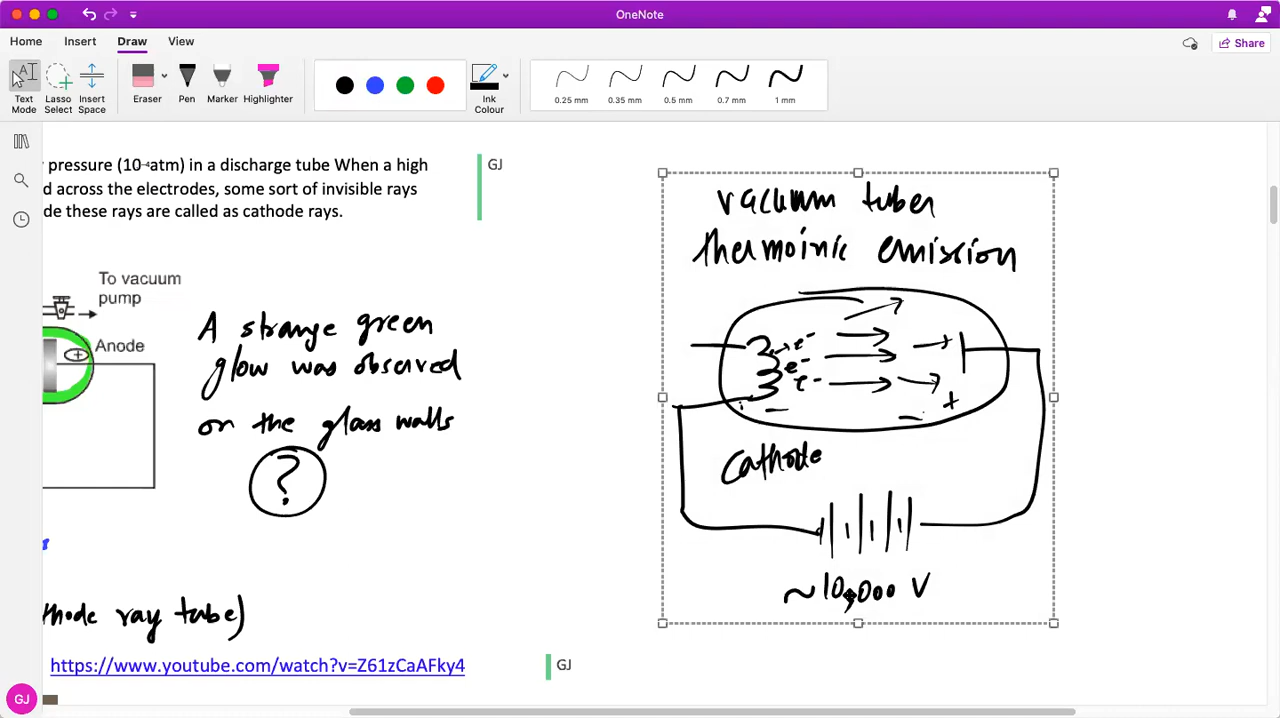 OneNote
Home Insert Draw View
Share
Text Mode
Lasso Select
Insert Space
Eraser
Pen
Marker
Highlighter
Ink Colour
0.25 mm
0.35 mm
0.5 mm
0.7 mm
1 mm
pressure (10-4atm) in a discharge tube When a high
d across the electrodes, some sort of invisible rays
de these rays are called as cathode rays.
GJ
To vacuum
pump
Anode
+
A strange green
glow was observed
on the glass walls
?
thode ray tube)
https://www.youtube.com/watch?v=Z61zCaAFky4
GJ
GJ
vacuum tubes
thermoinic emission
e-
e-
e-
+
cathode
~10,000 V